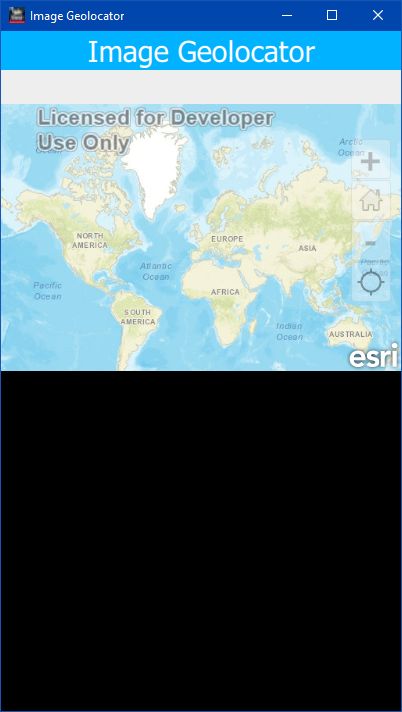 Image Geolocator
Image Geolocator
Licensed for Developer
Use Only
Arctic
Ocean
+
NORTH
AMERICA
EUROPE
ASIA
-
Atlantic
Ocean
Pacific
Ocean
AFRICA
SOUTH
AMERICA
Indian
Ocean
AUSTRALIA
esri